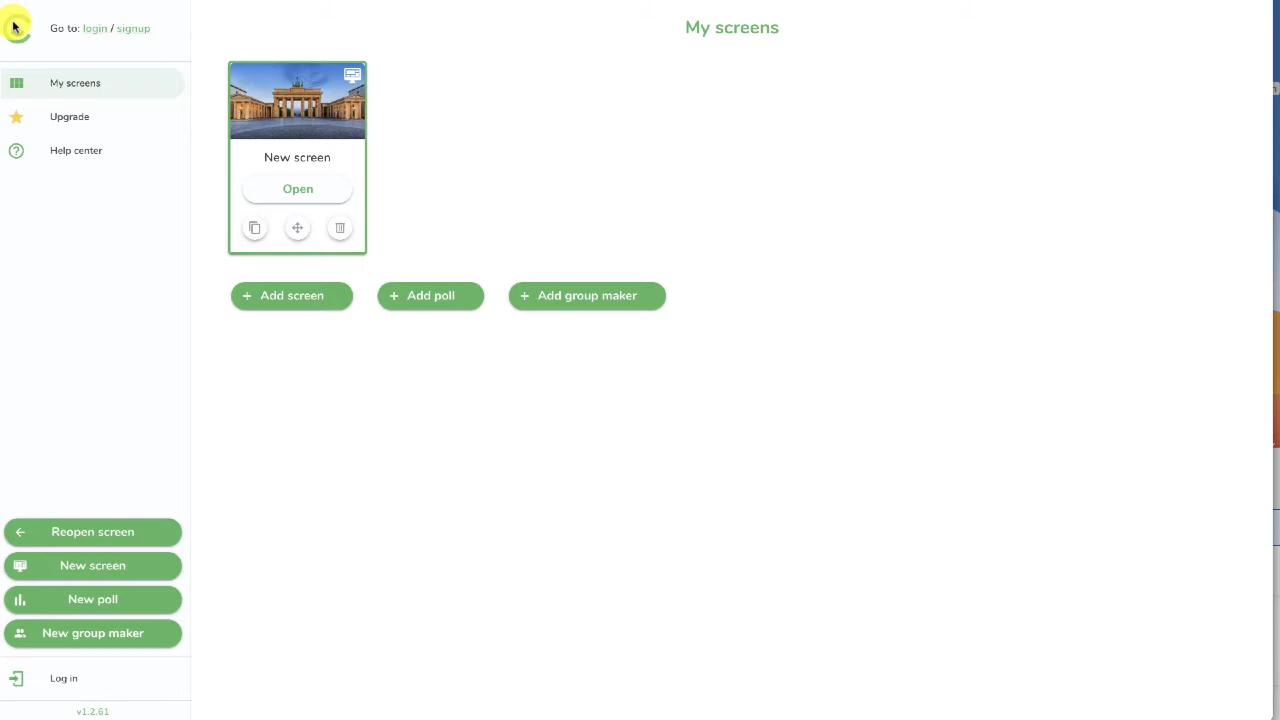 Go to: login / signup
My screens
My screens
Upgrade
Help center
New screen
Open
+ Add screen
+ Add poll
+ Add group maker
Reopen screen
New screen
New poll
New group maker
Log in
v1.2.61